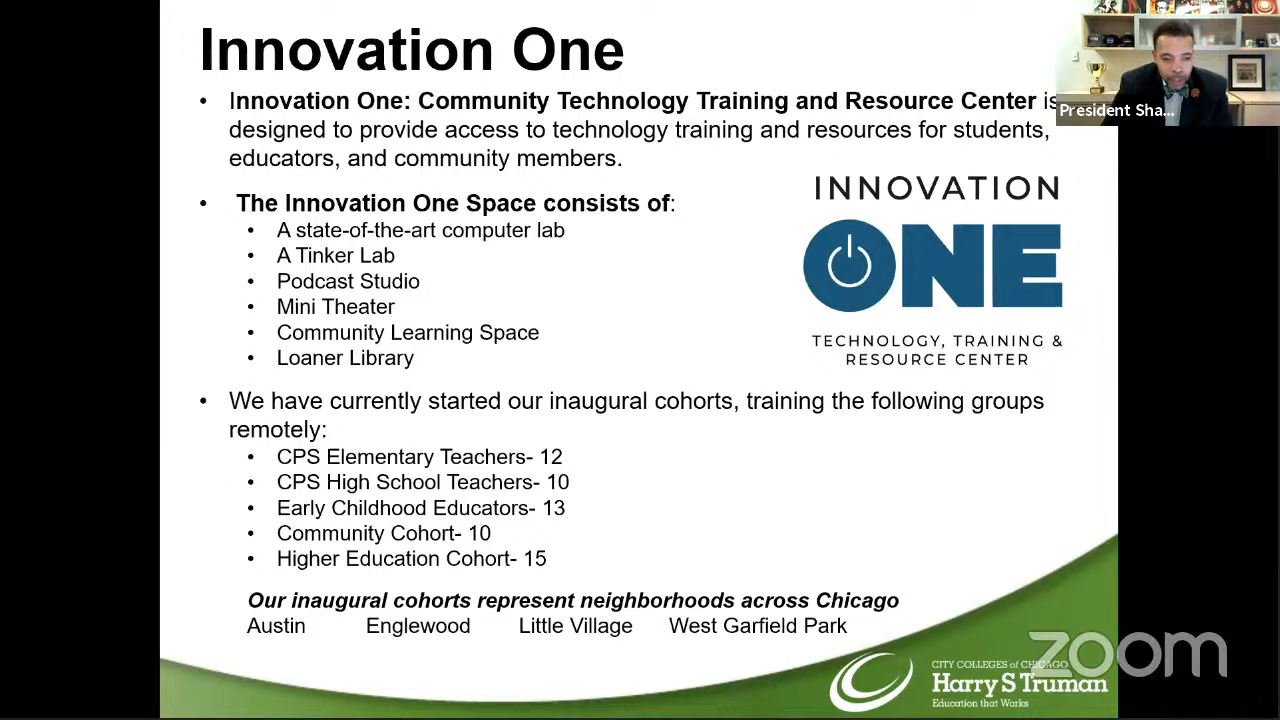 Innovation One
• Innovation One: Community Technology Training and Resource Center is
designed to provide access to technology training and resources for students,
educators, and community members.
President Sha...
INNOVATION
ONE
TECHNOLOGY, TRAINING &
RESOURCE CENTER
• The Innovation One Space consists of:
• A state-of-the-art computer lab
• A Tinker Lab
• Podcast Studio
• Mini Theater
• Community Learning Space
• Loaner Library
• We have currently started our inaugural cohorts, training the following groups
remotely:
• CPS Elementary Teachers- 12
• CPS High School Teachers- 10
• Early Childhood Educators- 13
• Community Cohort- 10
• Higher Education Cohort- 15
Our inaugural cohorts represent neighborhoods across Chicago
Austin Englewood Little Village West Garfield Park
zoom
CITY COLLEGES of CHICAGO
Harry S Truman
Education that Works